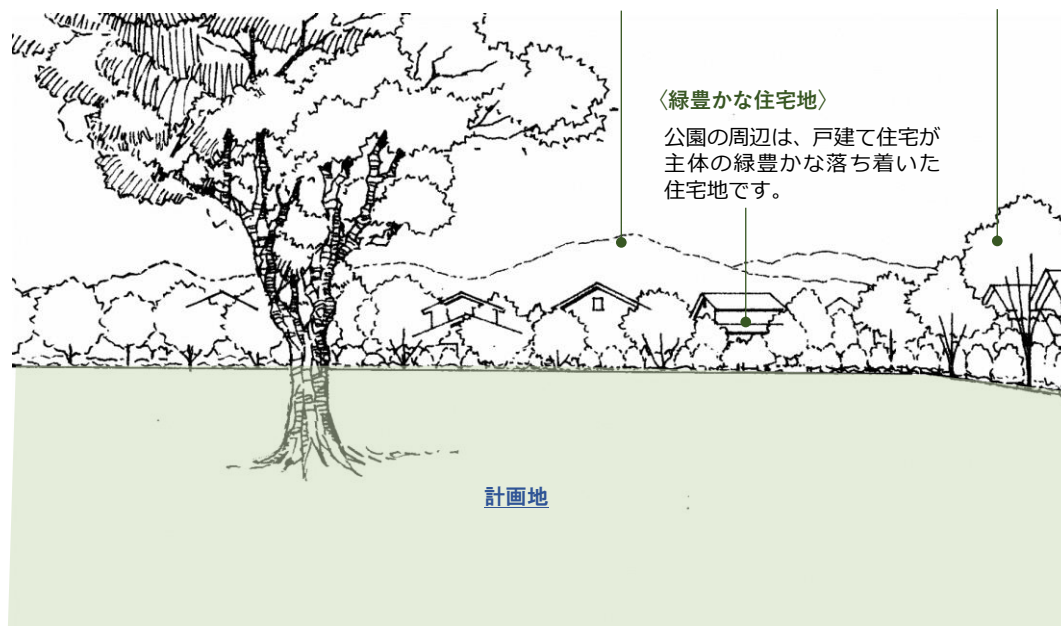 〈緑豊かな住宅地〉
公園の周辺は、戸建て住宅が
主体の緑豊かな落ち着いた
住宅地です。
計画地